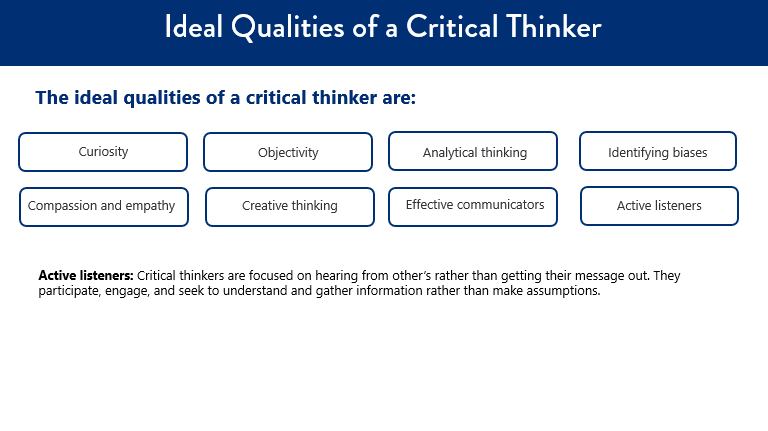 Ideal Qualities of a Critical Thinker
The ideal qualities of a critical thinker are:
Curiosity
Objectivity
Analytical thinking
Identifying biases
Compassion and empathy
Creative thinking
Effective communicators
Active listeners
Active listeners: Critical thinkers are focused on hearing from other’s rather than getting their message out. They
participate, engage, and seek to understand and gather information rather than make assumptions.